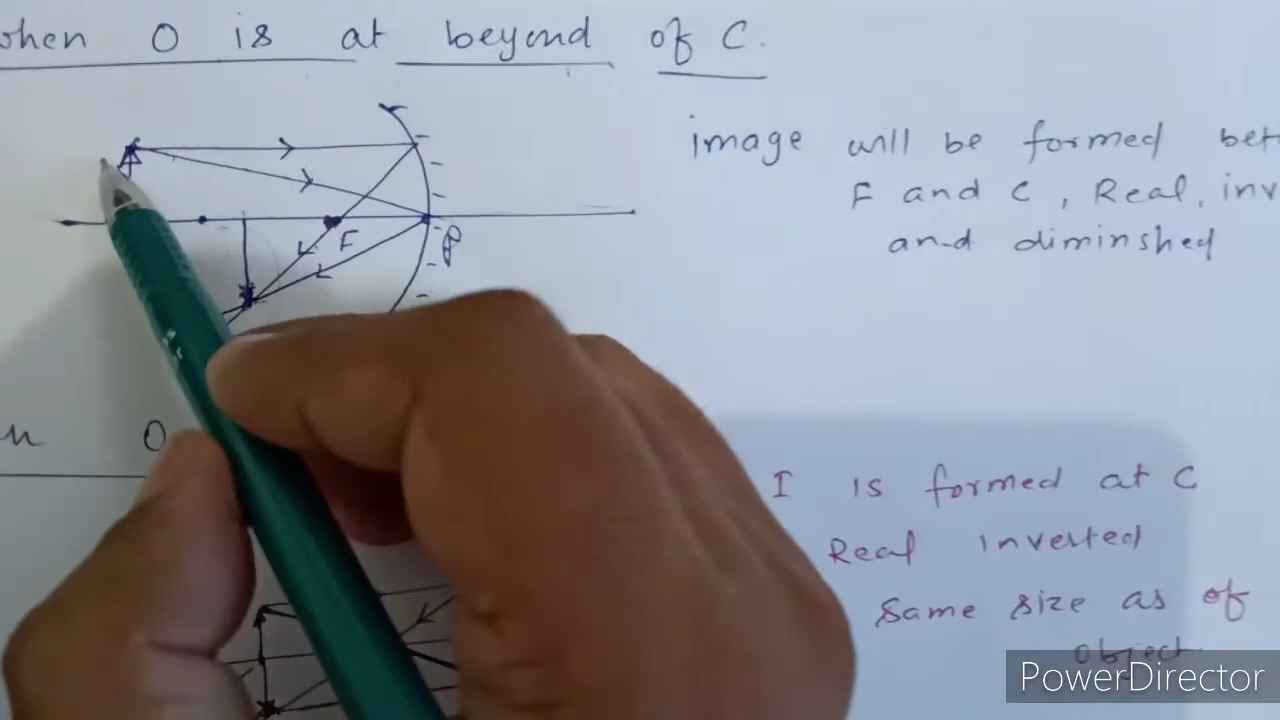 when O is at beyond of C.
image will be formed bet
F and C, Real, inv
and diminshed
F
P
n O
I is formed at C
Real inverted
Same size as of
object
PowerDirector